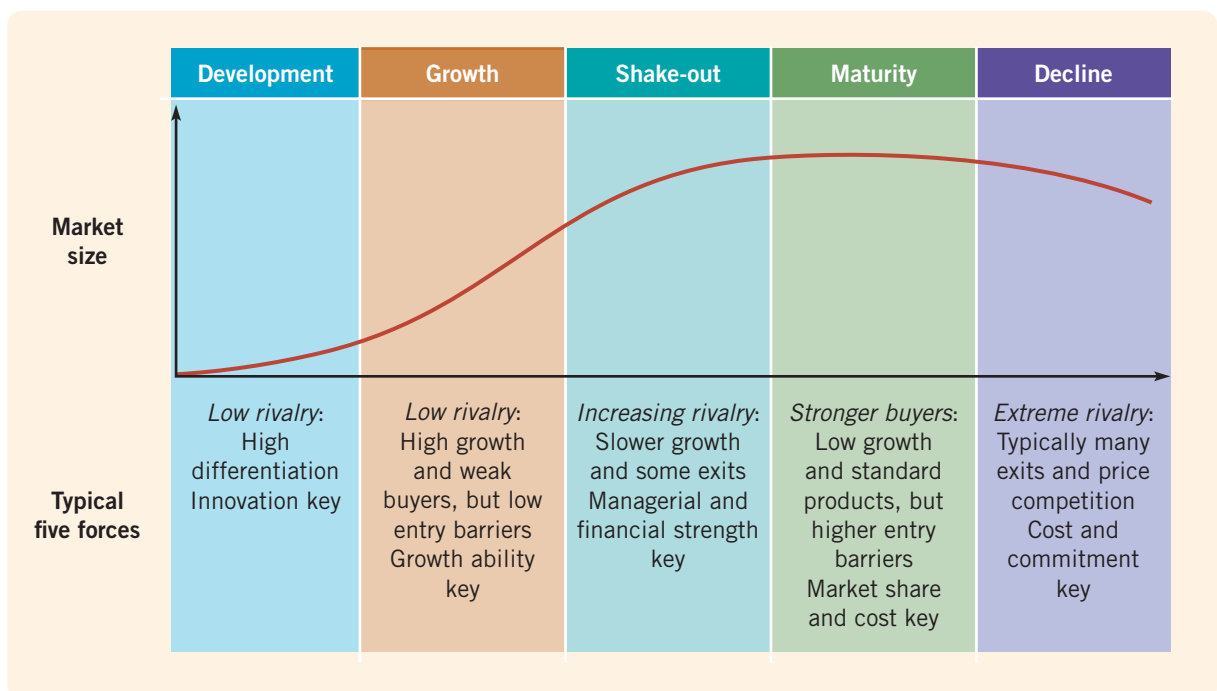 Development
Growth
Shake-out
Maturity
Decline
Market
size
Typical
five forces
Low rivalry:
High
differentiation
Innovation key
Low rivalry:
High growth
and weak
buyers, but low
entry barriers
Growth ability
key
Increasing rivalry:
Slower growth
and some exits
Managerial and
financial strength
key
Stronger buyers:
Low growth
and standard
products, but
higher entry
barriers
Market share
and cost key
Extreme rivalry:
Typically many
exits and price
competition
Cost and
commitment
key